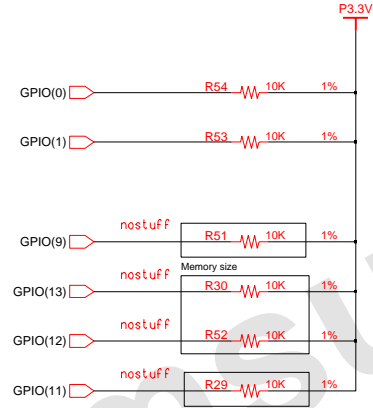 P3.3V
GPIO(0) R54 10K 1%
GPIO(1) R53 10K 1%
nostuff
GPIO(9) R51 10K 1%
Memory size
nostuff
GPIO(13) R30 10K 1%
nostuff
GPIO(12) R52 10K 1%
nostuff
GPIO(11) R29 10K 1%